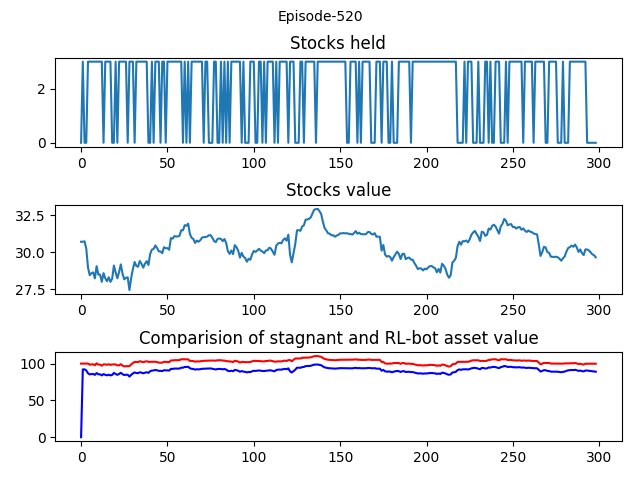 Episode-520
Stocks held
2
0
0 50 100 150 200 250 300
Stocks value
32.5
30.0
27.5
0 50 100 150 200 250 300
Comparision of stagnant and RL-bot asset value
100
50
0
0 50 100 150 200 250 300